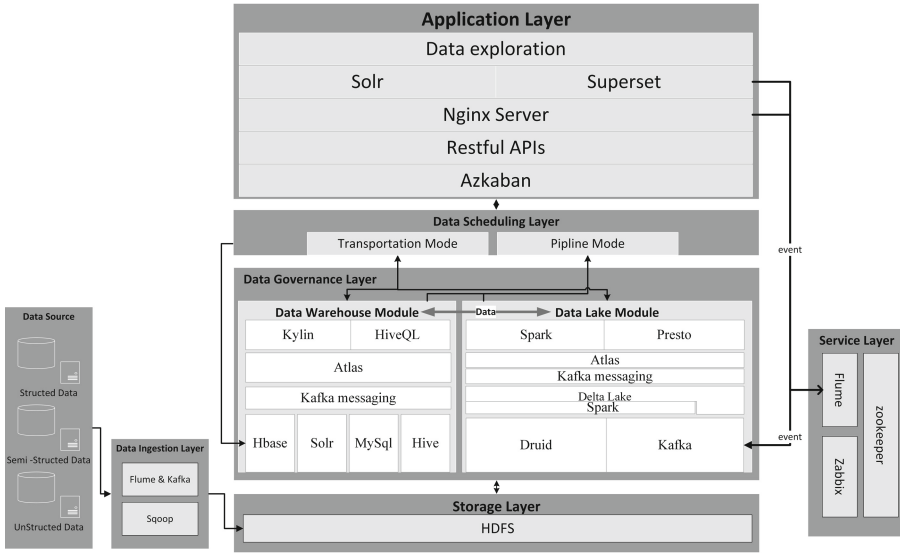 Application Layer
Data exploration
Solr
Superset
Nginx Server
Restful APIs
Azkaban
Data Scheduling Layer
Transportation Mode
Pipline Mode
event
Data Governance Layer
Data Warehouse Module
Data
Data Lake Module
Kylin
HiveQL
Spark
Presto
Atlas
Atlas
Kafka messaging
Kafka messaging
Delta Lake
Spark
Hbase
Solr
MySql
Hive
Druid
Kafka
event
Data Source
Structed Data
Semi -Structed Data
UnStructed Data
Data Ingestion Layer
Flume & Kafka
Sqoop
Storage Layer
HDFS
Service Layer
Flume
zookeeper
Zabbix